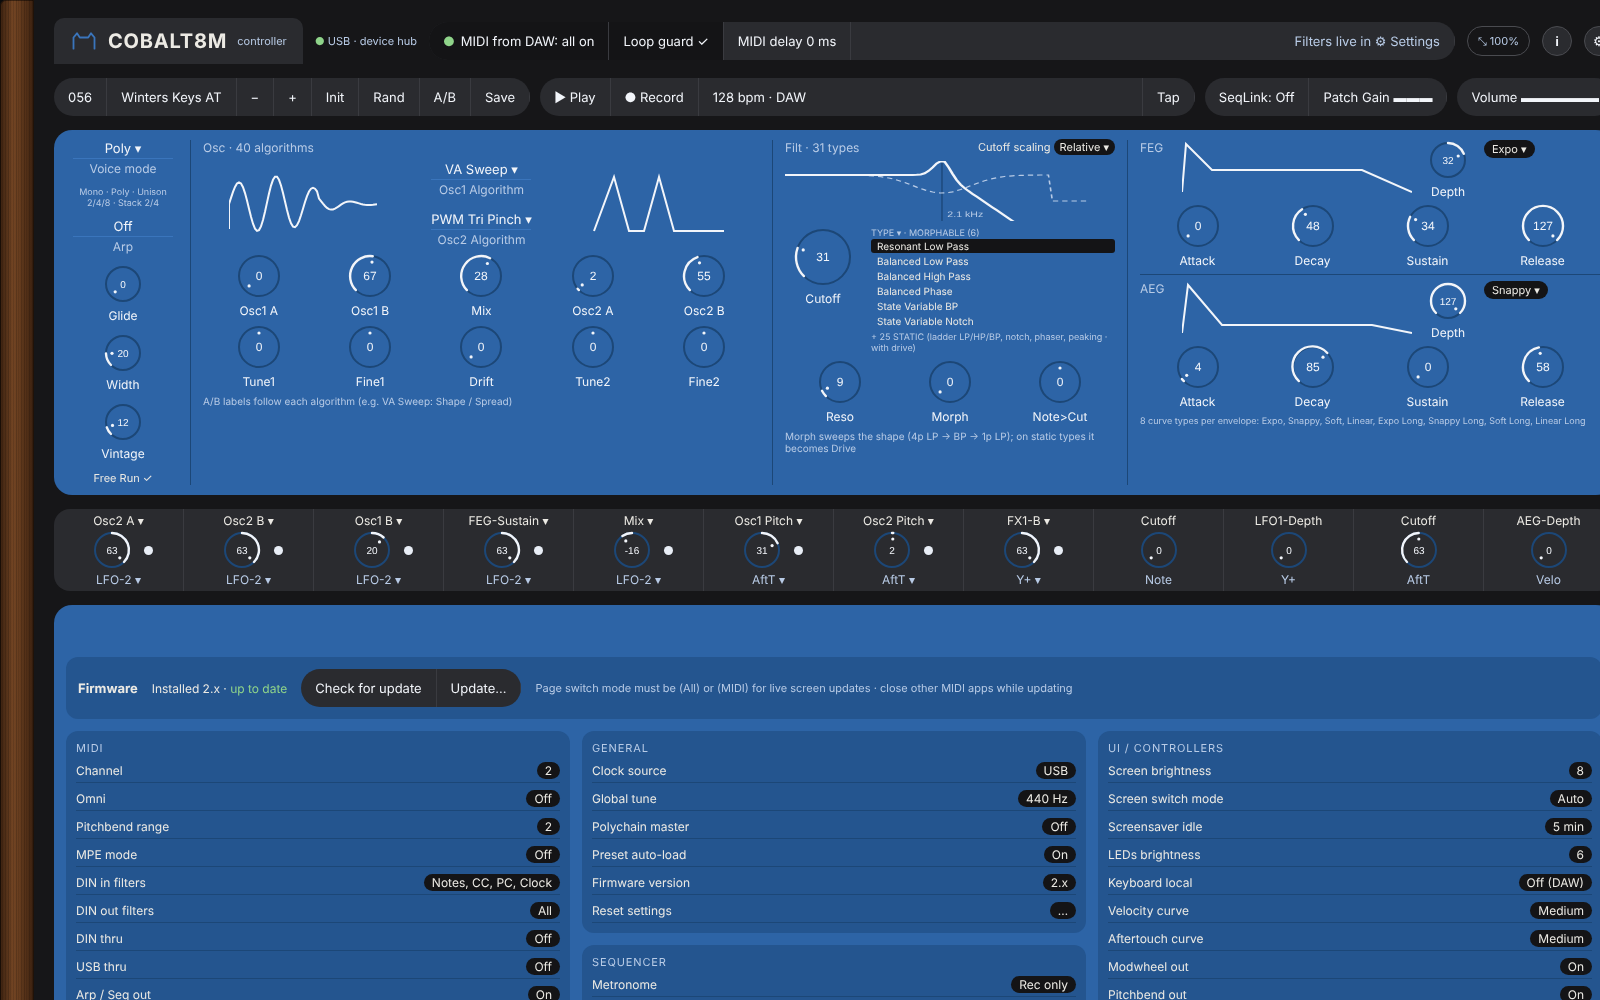 COBALT8M controller
USB · device hub
MIDI from DAW: all on
Loop guard ✓
MIDI delay 0 ms
Filters live in ⚙ Settings
⤡ 100%
i
056
Winters Keys AT
−
+
Init
Rand
A/B
Save
▶ Play
● Record
128 bpm · DAW
Tap
SeqLink: Off
Patch Gain
Volume
Poly ▾
Voice mode
Mono · Poly · Unison
2/4/8 · Stack 2/4
Off
Arp
0
Glide
20
Width
12
Vintage
Free Run ✓
Osc · 40 algorithms
VA Sweep ▾
Osc1 Algorithm
PWM Tri Pinch ▾
Osc2 Algorithm
0 67 28 2 55
Osc1 A Osc1 B Mix Osc2 A Osc2 B
0 0 0 0 0
Tune1 Fine1 Drift Tune2 Fine2
A/B labels follow each algorithm (e.g. VA Sweep: Shape / Spread)
Filt · 31 types
Cutoff scaling Relative ▾
2.1 kHz
31
Cutoff
TYPE ▾ · MORPHABLE (6)
Resonant Low Pass
Balanced Low Pass
Balanced High Pass
Balanced Phase
State Variable BP
State Variable Notch
+ 25 STATIC (ladder LP/HP/BP, notch, phaser, peaking ·
with drive)
9 0 0
Reso Morph Note>Cut
Morph sweeps the shape (4p LP → BP → 1p LP); on static types it
becomes Drive
FEG
32
Depth
Expo ▾
0 48 34 127
Attack Decay Sustain Release
AEG
127
Depth
Snappy ▾
4 85 0 58
Attack Decay Sustain Release
8 curve types per envelope: Expo, Snappy, Soft, Linear, Expo Long, Snappy Long, Soft Long, Linear Long
Osc2 A ▾ Osc2 B ▾ Osc1 B ▾ FEG-Sustain ▾ Mix ▾ Osc1 Pitch ▾ Osc2 Pitch ▾ FX1-B ▾ Cutoff LFO1-Depth Cutoff AEG-Depth
63 63 20 63 -16 31 2 63 0 0 63 0
LFO-2 ▾ LFO-2 ▾ LFO-2 ▾ LFO-2 ▾ LFO-2 ▾ AftT ▾ AftT ▾ Y+ ▾ Note Y+ AftT Velo
Firmware
Installed 2.x · up to date
Check for update
Update...
Page switch mode must be (All) or (MIDI) for live screen updates · close other MIDI apps while updating
MIDI
Channel 2
Omni Off
Pitchbend range 2
MPE mode Off
DIN in filters Notes, CC, PC, Clock
DIN out filters All
DIN thru Off
USB thru Off
Arp / Seq out On
GENERAL
Clock source USB
Global tune 440 Hz
Polychain master Off
Preset auto-load On
Firmware version 2.x
Reset settings ...
SEQUENCER
Metronome Rec only
UI / CONTROLLERS
Screen brightness 8
Screen switch mode Auto
Screensaver idle 5 min
LEDs brightness 6
Keyboard local Off (DAW)
Velocity curve Medium
Aftertouch curve Medium
Modwheel out On
Pitchbend out On